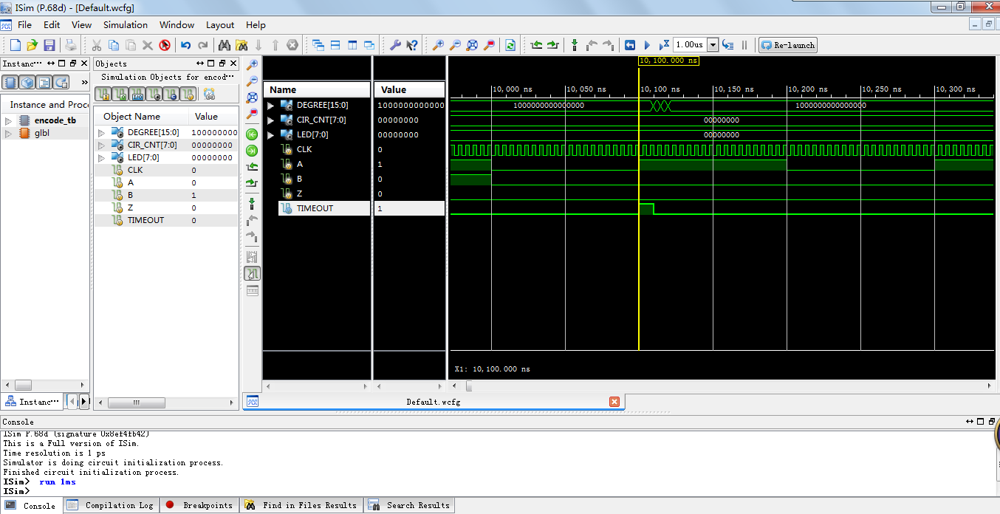 ISim (P.68d) - [Default.wcfg]
File Edit View Simulation Window Layout Help
1.00us Re-launch
Instanc···
Instance and Proc
encode_tb
glbl
Instanc···
Objects
Simulation Objects for encod···
Object Name Value
DEGREE[15:0] 100000000
CIR_CNT[7:0] 00000000
LED[7:0] 00000000
CLK 0
A 0
B 1
Z 0
TIMEOUT 0
Name Value
DEGREE[15:0] 1000000000000
CIR_CNT[7:0] 00000000
LED[7:0] 00000000
CLK 0
A 1
B 0
Z 0
TIMEOUT 1
10,100.000 ns
10,000 ns 10,050 ns 10,100 ns 10,150 ns 10,200 ns 10,250 ns 10,300 ns
1000000000000000 1000000000000000
00000000
00000000
X1: 10,100.000 ns
Default.wcfg
Console
ISim P.68d (signature 0x8ef4fb42)
This is a Full version of ISim.
Time resolution is 1 ps
Simulator is doing circuit initialization process.
Finished circuit initialization process.
ISim> run 1ms
ISim>
Console Compilation Log Breakpoints Find in Files Results Search Results